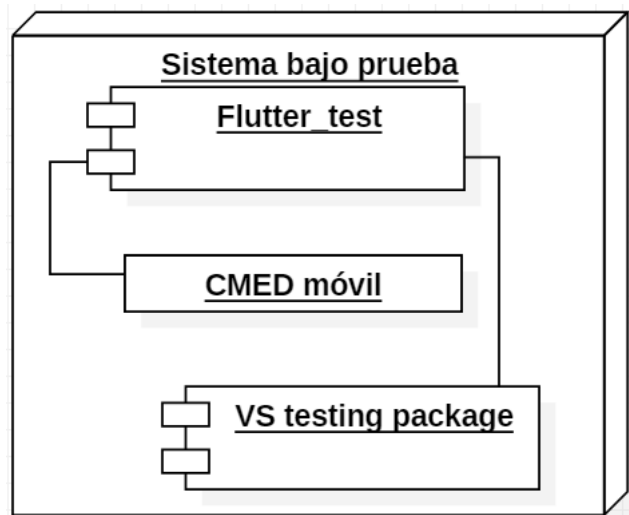 Sistema bajo prueba
Flutter_test
CMED móvil
VS testing package